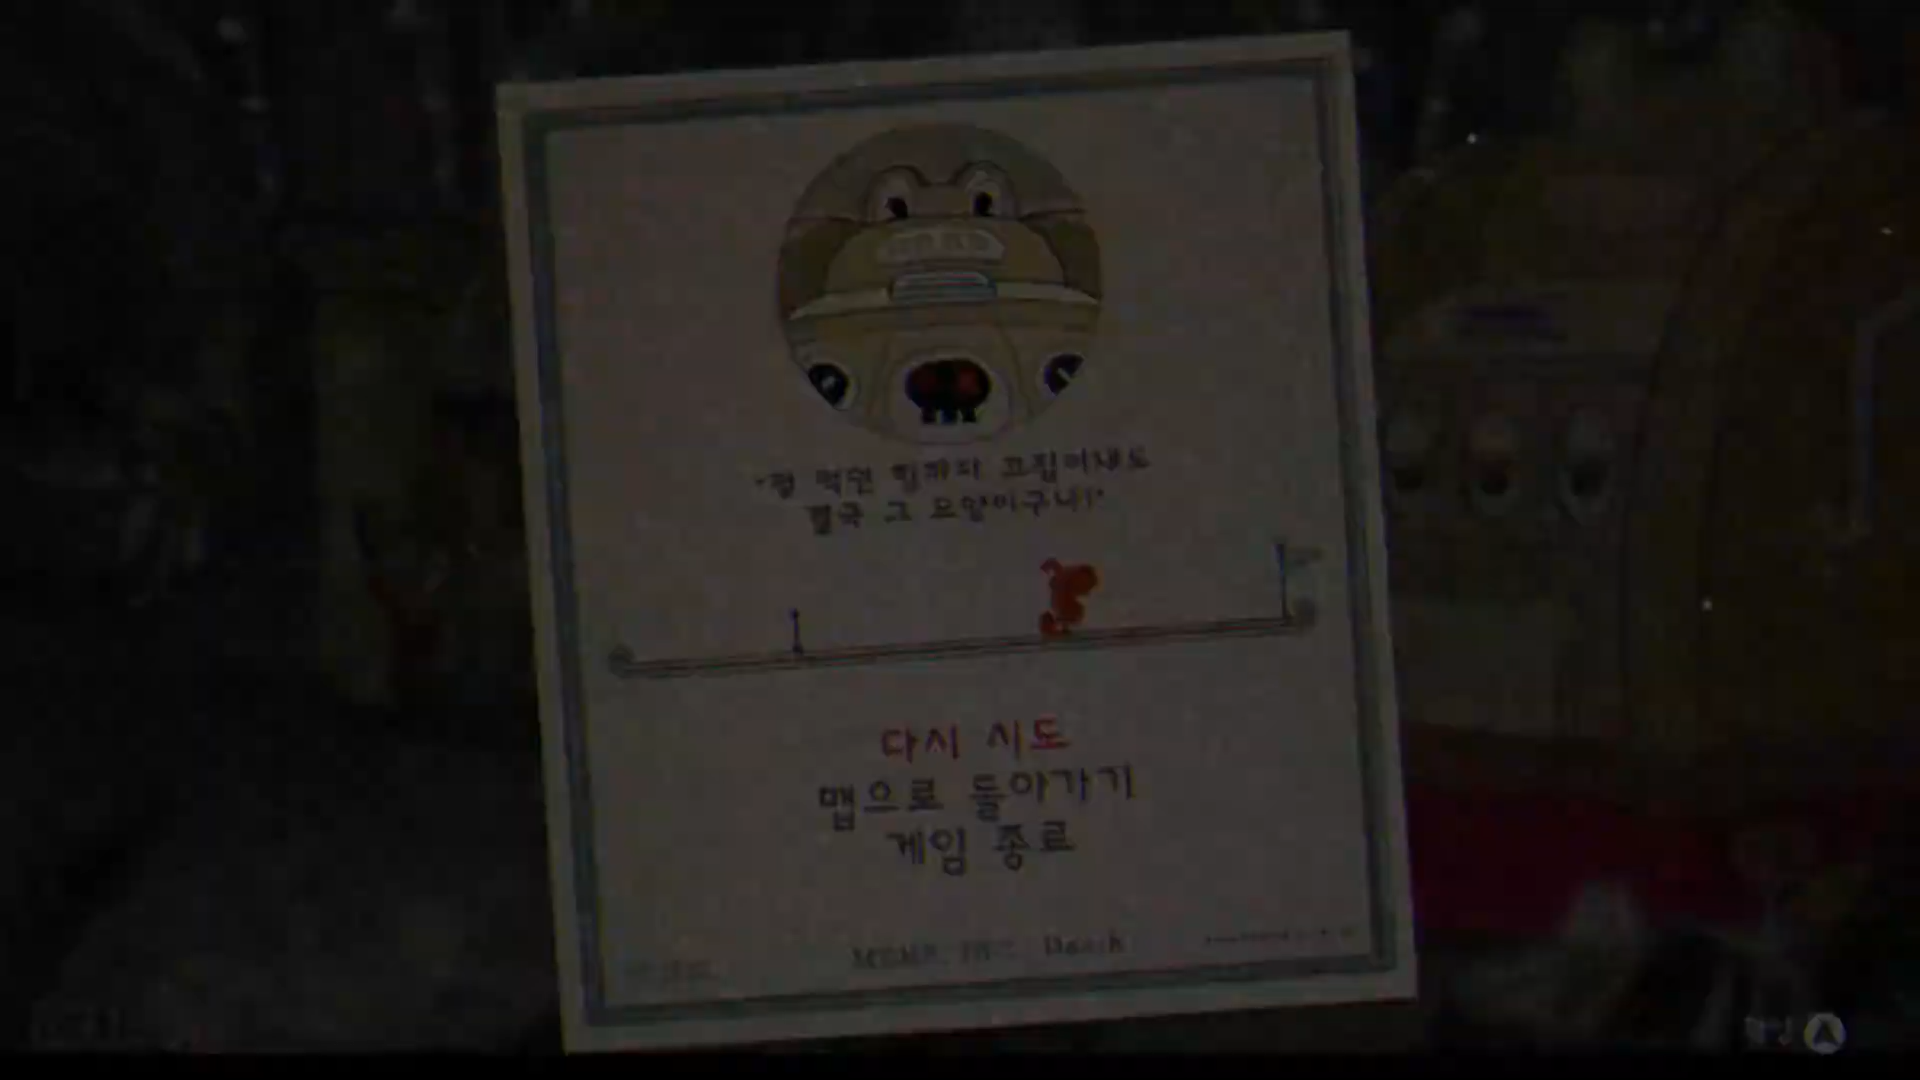 "젖 먹던 힘까지 끄집어내도
결국 그 모양이구나!"
다시 시도
맵으로 돌아가기
게임 종료
A